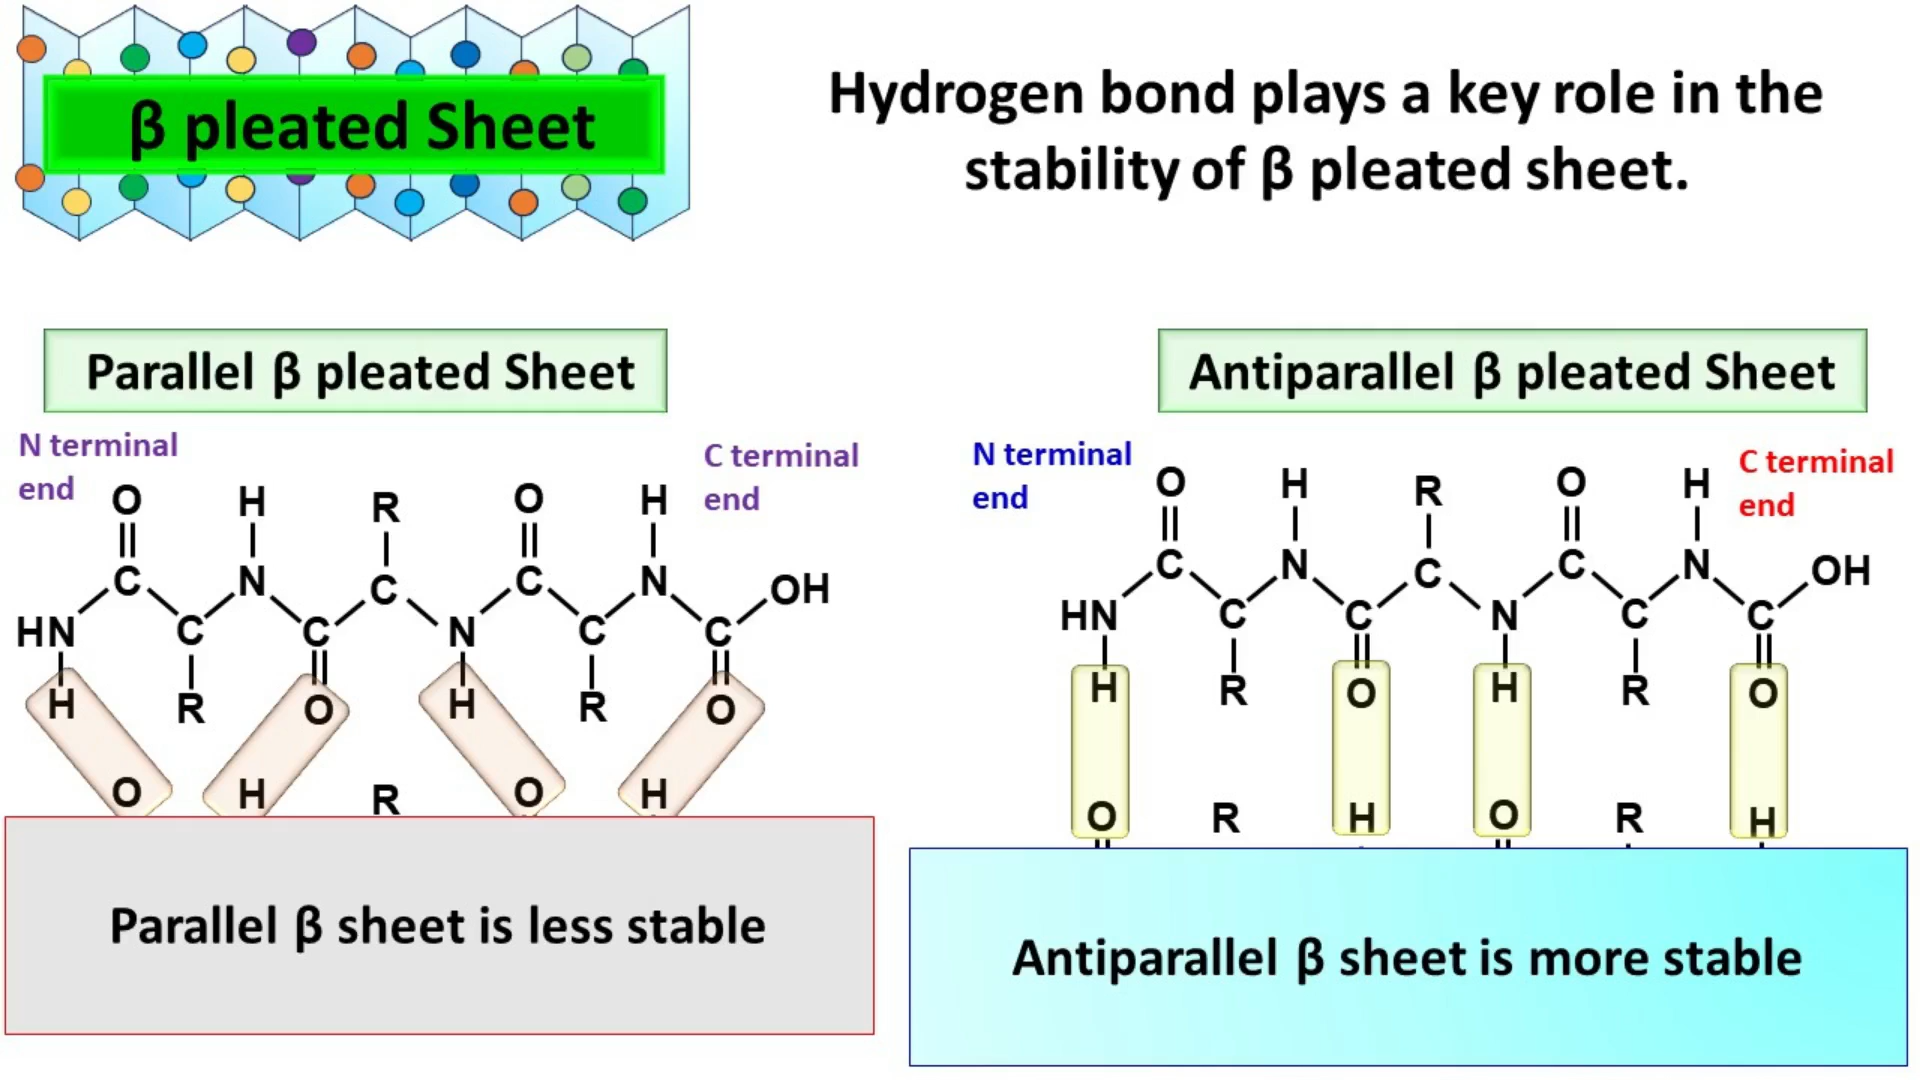 β pleated Sheet
Hydrogen bond plays a key role in the
stability of β pleated sheet.
Parallel β pleated Sheet
Antiparallel β pleated Sheet
N terminal
end
C terminal
end
O H R O H
C N C C N OH
HN C C N C C
H R O H R O
O H R O H
Parallel β sheet is less stable
N terminal
end
C terminal
end
O H R O H
C N C C N OH
HN C C N C C
H R O H R O
O R H O R H
Antiparallel β sheet is more stable